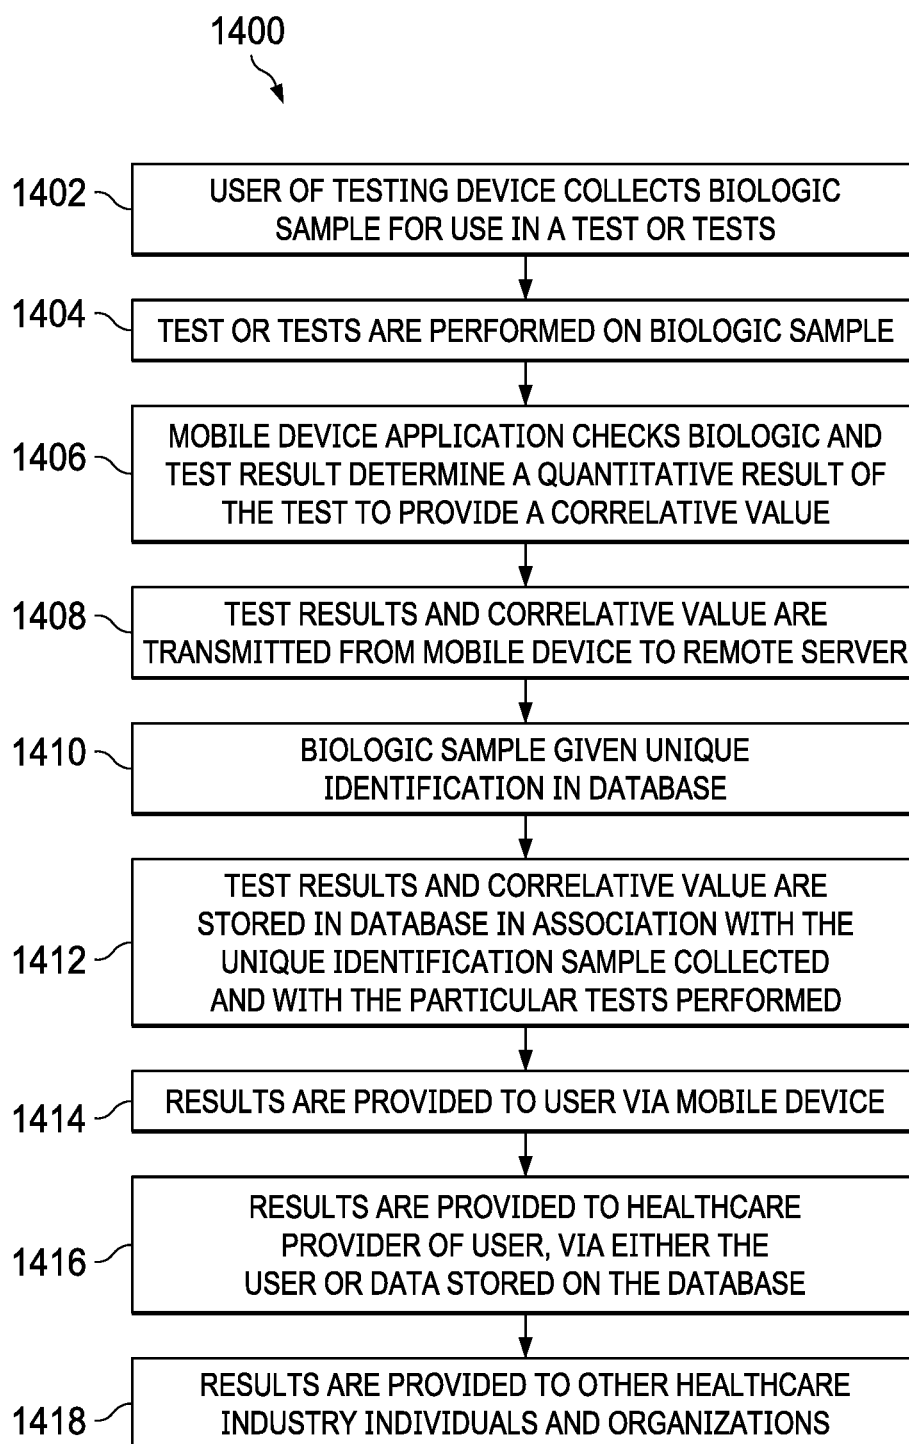 1400
1402
USER OF TESTING DEVICE COLLECTS BIOLOGIC
SAMPLE FOR USE IN A TEST OR TESTS
1404
TEST OR TESTS ARE PERFORMED ON BIOLOGIC SAMPLE
1406
MOBILE DEVICE APPLICATION CHECKS BIOLOGIC AND
TEST RESULT DETERMINE A QUANTITATIVE RESULT OF
THE TEST TO PROVIDE A CORRELATIVE VALUE
1408
TEST RESULTS AND CORRELATIVE VALUE ARE
TRANSMITTED FROM MOBILE DEVICE TO REMOTE SERVER
1410
BIOLOGIC SAMPLE GIVEN UNIQUE
IDENTIFICATION IN DATABASE
1412
TEST RESULTS AND CORRELATIVE VALUE ARE
STORED IN DATABASE IN ASSOCIATION WITH THE
UNIQUE IDENTIFICATION SAMPLE COLLECTED
AND WITH THE PARTICULAR TESTS PERFORMED
1414
RESULTS ARE PROVIDED TO USER VIA MOBILE DEVICE
1416
RESULTS ARE PROVIDED TO HEALTHCARE
PROVIDER OF USER, VIA EITHER THE
USER OR DATA STORED ON THE DATABASE
1418
RESULTS ARE PROVIDED TO OTHER HEALTHCARE
INDUSTRY INDIVIDUALS AND ORGANIZATIONS